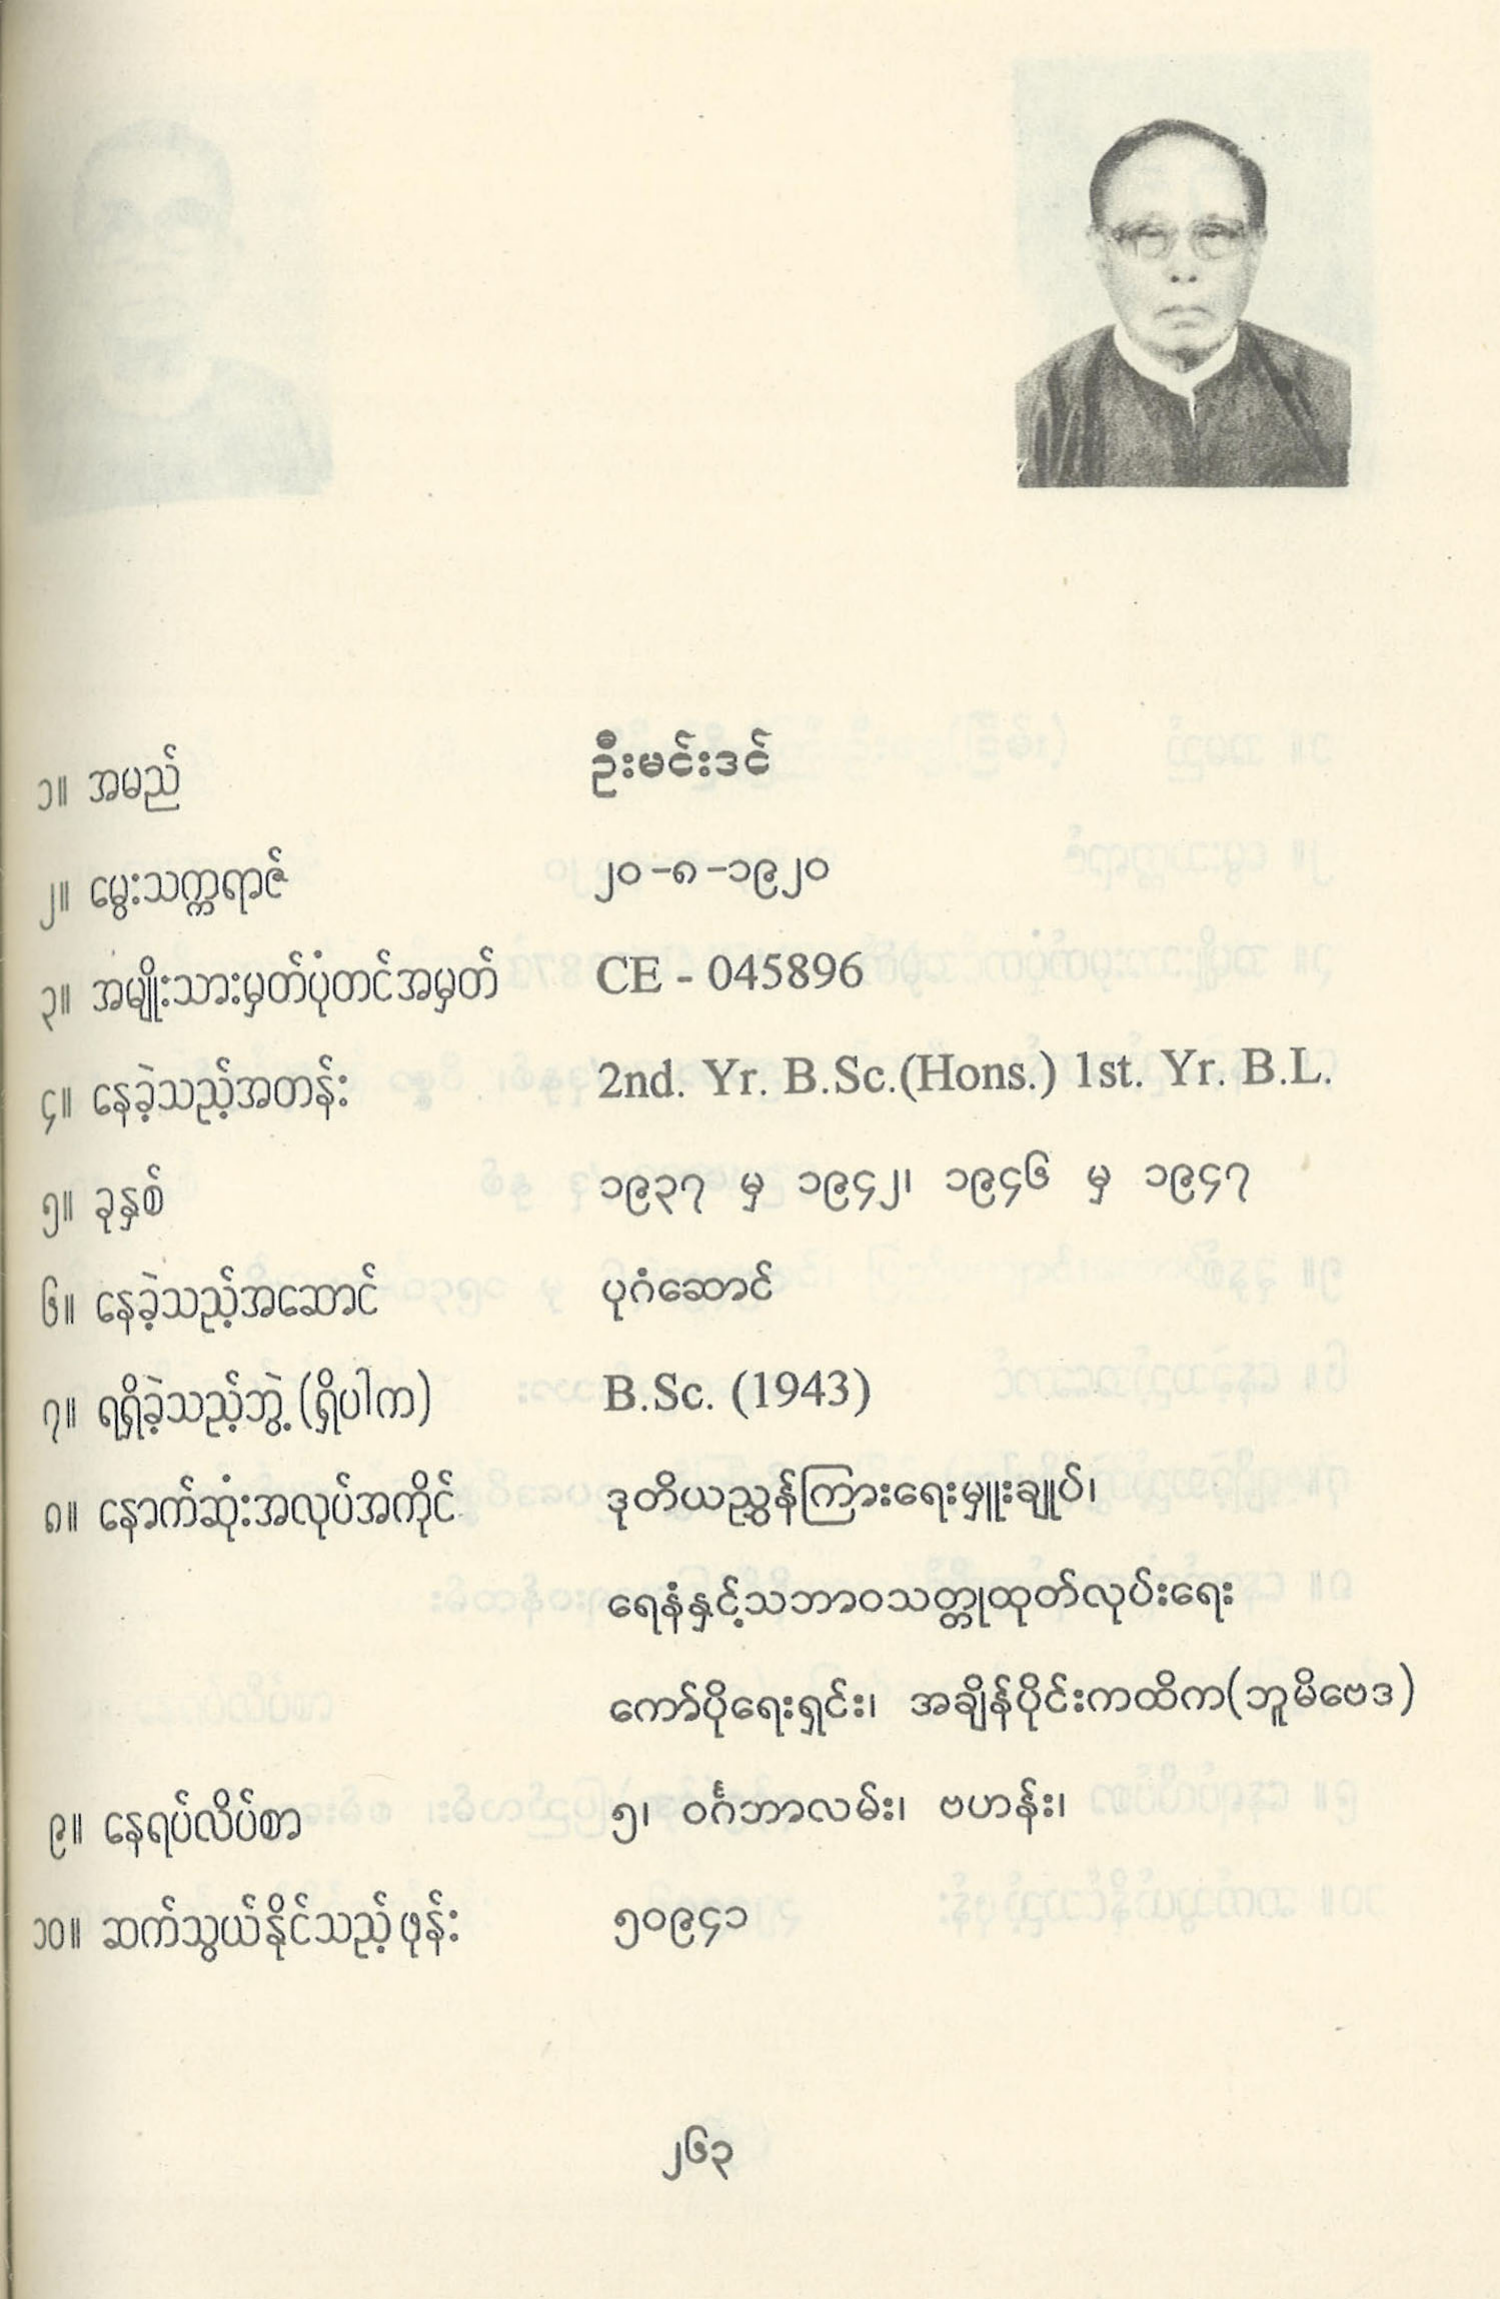 ၁။ အမည် ဦးမင်းဒင်
၂။ မွေးသက္ကရာဇ် ၂၀-၈-၁၉၂၀
၃။ အမျိုးသားမှတ်ပုံတင်အမှတ် CE - 045896
၄။ နေခဲ့သည့်အတန်း 2nd. Yr. B.Sc.(Hons.) 1st. Yr. B.L.
၅။ ခုနှစ် ၁၉၃၇ မှ ၁၉၄၂၊ ၁၉၄၆ မှ ၁၉၄၇
၆။ နေခဲ့သည့်အဆောင် ပုဂံဆောင်
၇။ ရရှိခဲ့သည့်ဘွဲ့ (ရှိပါက) B.Sc. (1943)
၈။ နောက်ဆုံးအလုပ်အကိုင် ဒုတိယညွှန်ကြားရေးမှူးချုပ်၊
ရေနံနှင့်သဘာဝသတ္တုထုတ်လုပ်ရေး
ကော်ပိုရေးရှင်း၊ အချိန်ပိုင်းကထိက(ဘူမိဗေဒ)
၉။ နေရပ်လိပ်စာ ၅၊ ဝင်္ဂဘာလမ်း၊ ဗဟန်း၊
၁၀။ ဆက်သွယ်နိုင်သည့်ဖုန်း ၅၀၉၄၁
၂၆၃